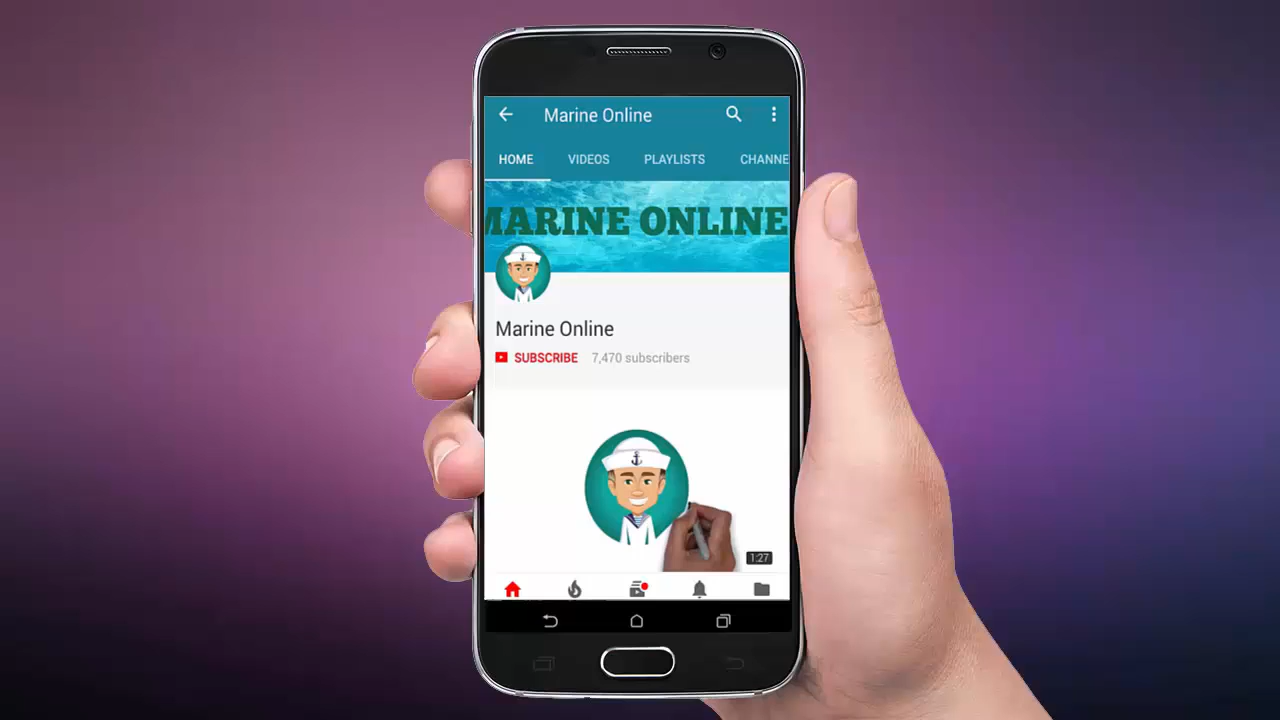 Marine Online
HOME VIDEOS PLAYLISTS CHANNE
MARINE ONLINE
Marine Online
SUBSCRIBE 7,470 subscribers
1:27